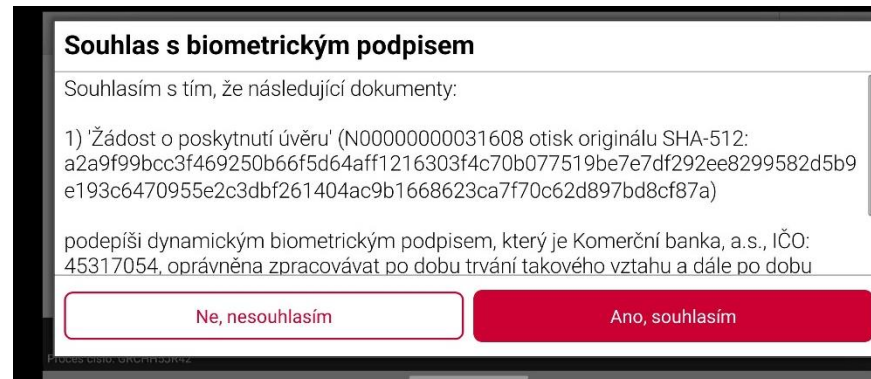 Souhlas s biometrickým podpisem
Souhlasím s tím, že následující dokumenty:
1) 'Žádost o poskytnutí úvěru' (N00000000031608 otisk originálu SHA-512:
a2a9f99bcc3f469250b66f5d64aff1216303f4c70b077519be7e7df292ee8299582d5b9
e193c6470955e2c3dbf261404ac9b1668623ca7f70c62d897bd8cf87a)
podepíši dynamickým biometrickým podpisem, který je Komerční banka, a.s., IČO:
45317054, oprávněna zpracovávat po dobu trvání takového vztahu a dále po dobu
Ne, nesouhlasím
Ano, souhlasím